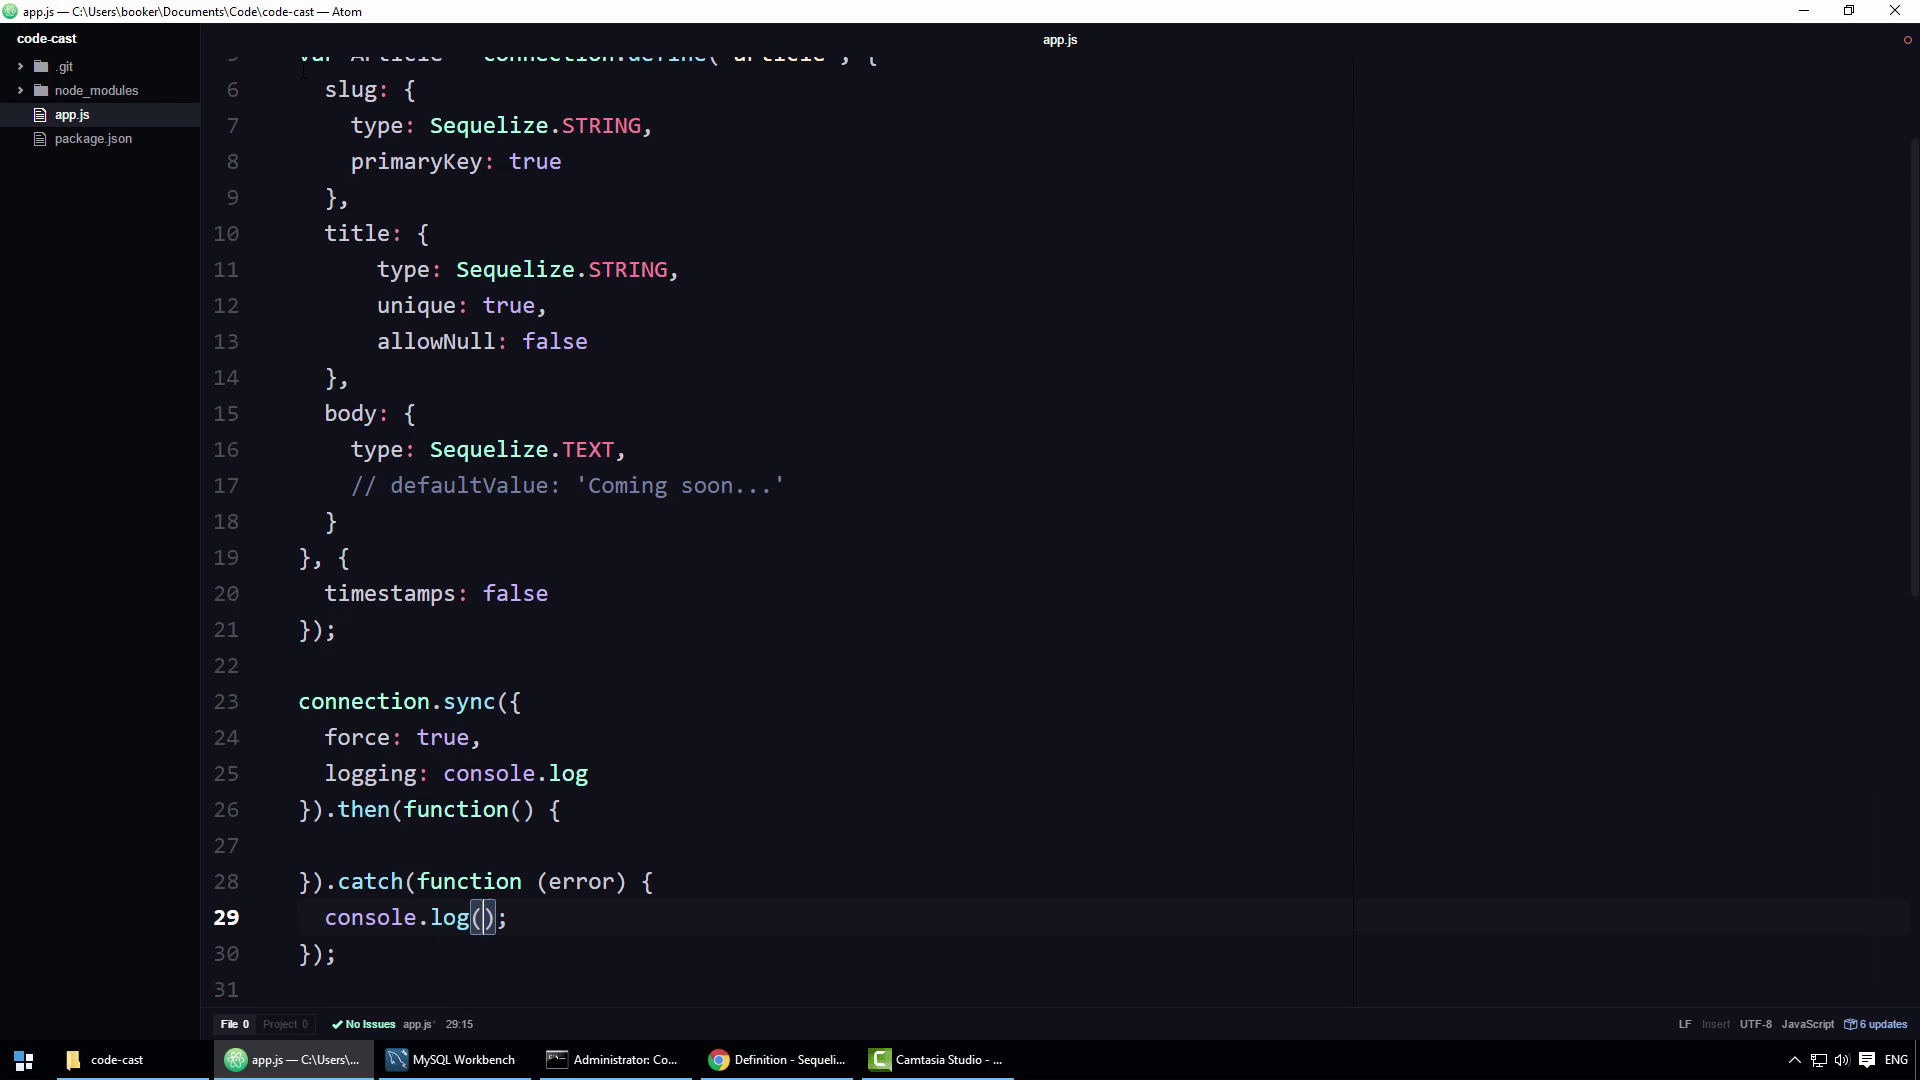 app.js — C:\Users\booker\Documents\Code\code-cast — Atom
code-cast
app.js
.git
node_modules
app.js
package.json
5 var Article = connection.define('article', {
6 slug: {
7 type: Sequelize.STRING,
8 primaryKey: true
9 },
10 title: {
11 type: Sequelize.STRING,
12 unique: true,
13 allowNull: false
14 },
15 body: {
16 type: Sequelize.TEXT,
17 // defaultValue: 'Coming soon...'
18 }
19 }, {
20 timestamps: false
21 });
22
23 connection.sync({
24 force: true,
25 logging: console.log
26 }).then(function() {
27
28 }).catch(function (error) {
29 console.log();
30 });
31
File 0 Project 0 No Issues app.js* 29:15 LF Insert UTF-8 JavaScript 6 updates
code-cast app.js — C:\Users\... MySQL Workbench Administrator: Co... Definition - Sequeli... Camtasia Studio - ... ENG